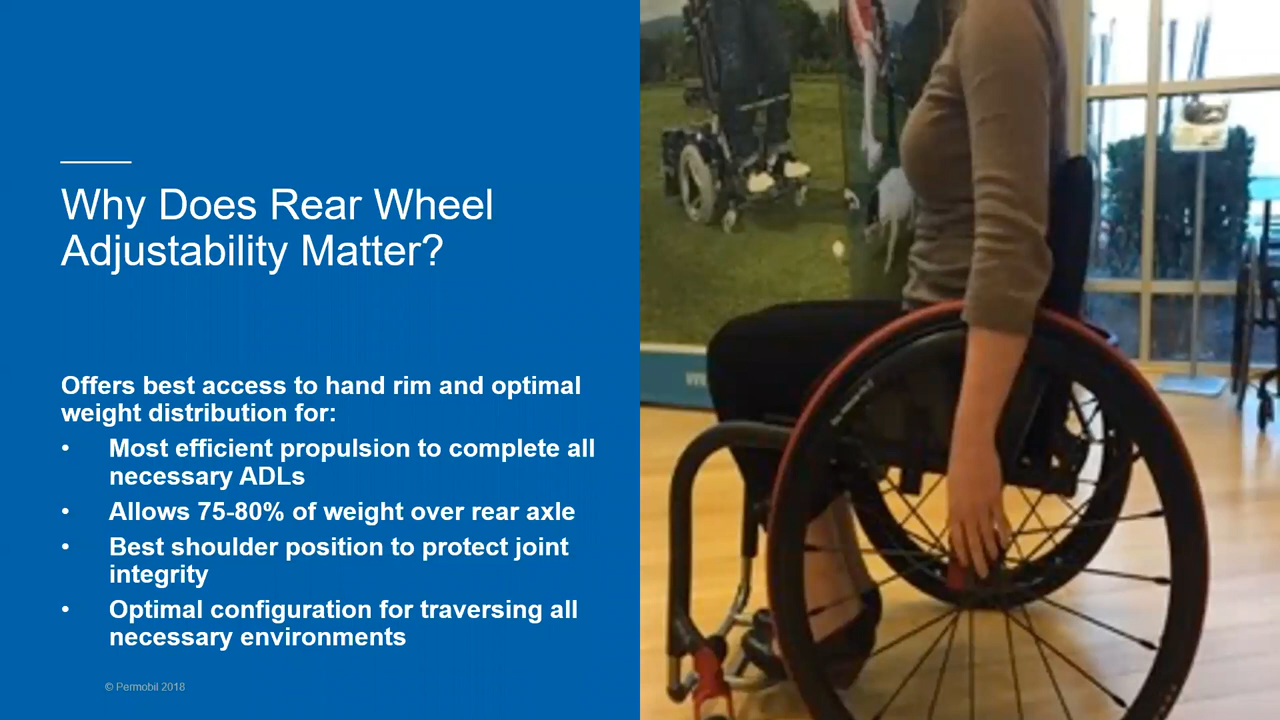 Why Does Rear Wheel
Adjustability Matter?
Offers best access to hand rim and optimal
weight distribution for:
• Most efficient propulsion to complete all
necessary ADLs
• Allows 75-80% of weight over rear axle
• Best shoulder position to protect joint
integrity
• Optimal configuration for traversing all
necessary environments
© Permobil 2018